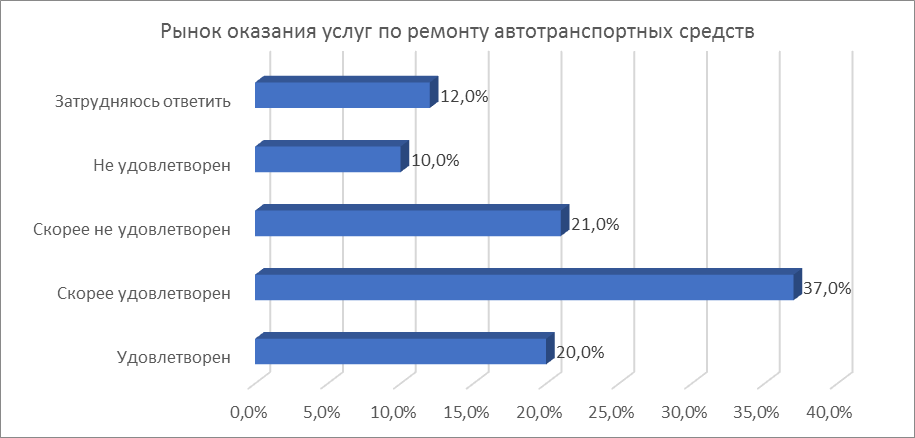 Рынок оказания услуг по ремонту автотранспортных средств
Затрудняюсь ответить 12,0%
Не удовлетворен 10,0%
Скорее не удовлетворен 21,0%
Скорее удовлетворен 37,0%
Удовлетворен 20,0%
0,0% 5,0% 10,0% 15,0% 20,0% 25,0% 30,0% 35,0% 40,0%